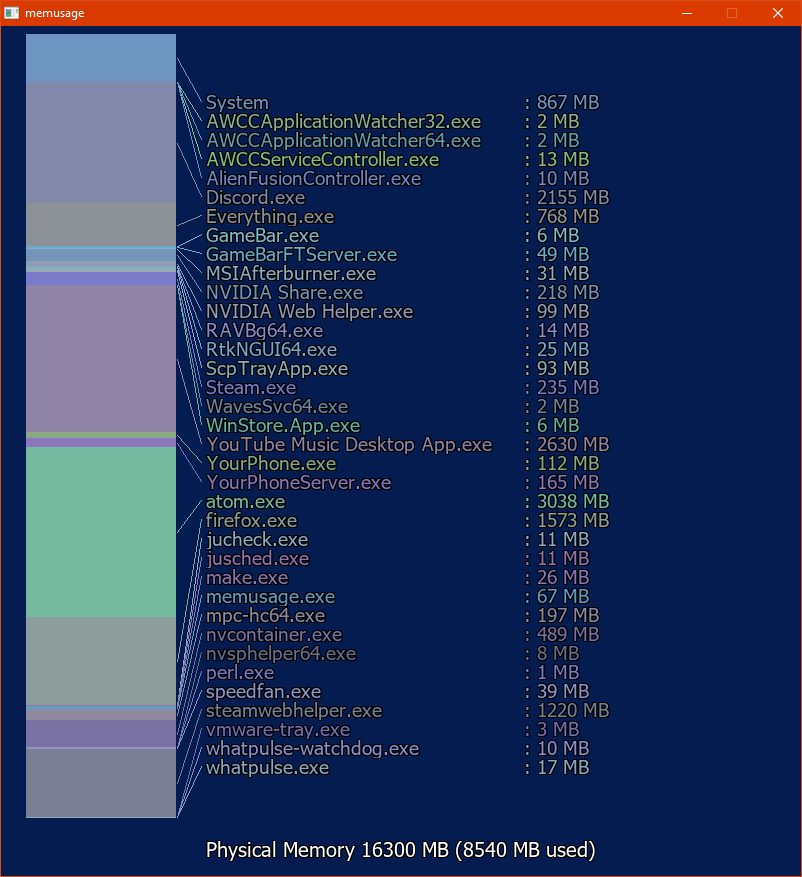 memusage
System : 867 MB
AWCCApplicationWatcher32.exe : 2 MB
AWCCApplicationWatcher64.exe : 2 MB
AWCCServiceController.exe : 13 MB
AlienFusionController.exe : 10 MB
Discord.exe : 2155 MB
Everything.exe : 768 MB
GameBar.exe : 6 MB
GameBarFTServer.exe : 49 MB
MSIAfterburner.exe : 31 MB
NVIDIA Share.exe : 218 MB
NVIDIA Web Helper.exe : 99 MB
RAVBg64.exe : 14 MB
RtkNGUI64.exe : 25 MB
ScpTrayApp.exe : 93 MB
Steam.exe : 235 MB
WavesSvc64.exe : 2 MB
WinStore.App.exe : 6 MB
YouTube Music Desktop App.exe : 2630 MB
YourPhone.exe : 112 MB
YourPhoneServer.exe : 165 MB
atom.exe : 3038 MB
firefox.exe : 1573 MB
jucheck.exe : 11 MB
jusched.exe : 11 MB
make.exe : 26 MB
memusage.exe : 67 MB
mpc-hc64.exe : 197 MB
nvcontainer.exe : 489 MB
nvsphelper64.exe : 8 MB
perl.exe : 1 MB
speedfan.exe : 39 MB
steamwebhelper.exe : 1220 MB
vmware-tray.exe : 3 MB
whatpulse-watchdog.exe : 10 MB
whatpulse.exe : 17 MB
Physical Memory 16300 MB (8540 MB used)